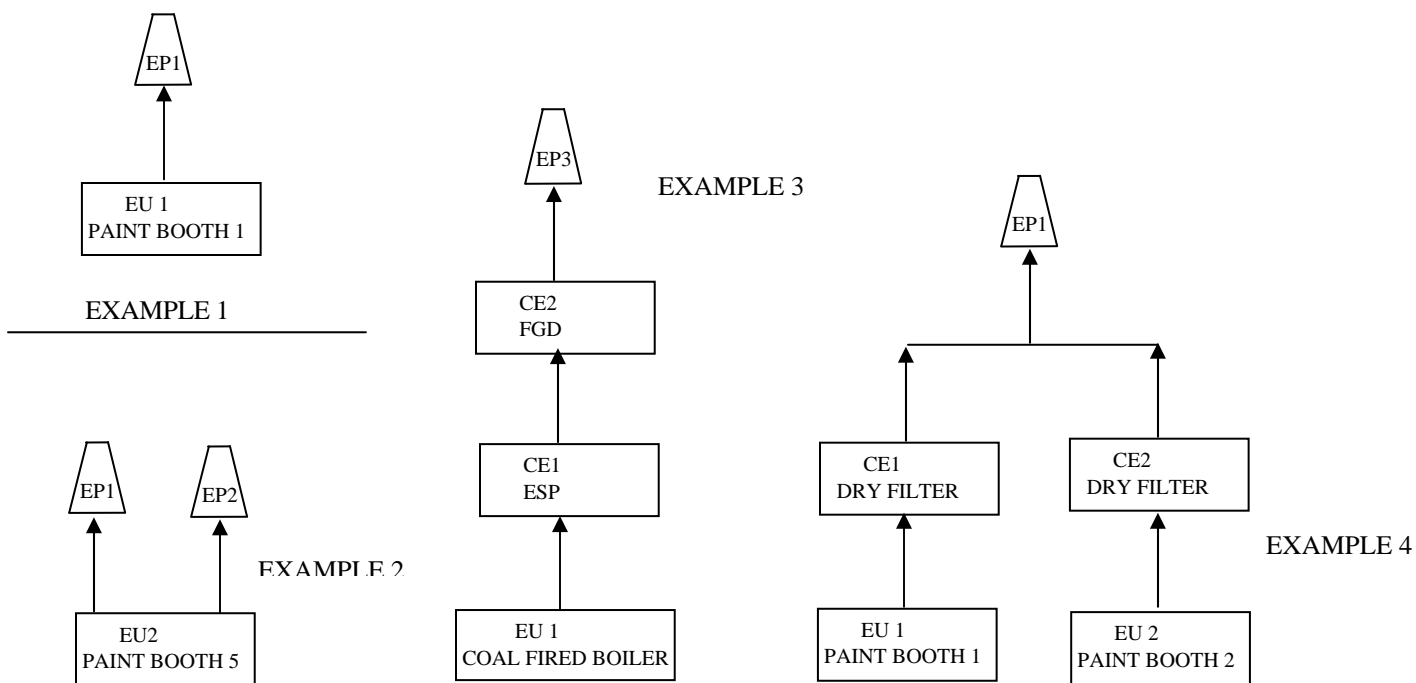 EP1
EU 1
PAINT BOOTH 1
EXAMPLE 1
EP1
EP2
EXAMPLE 2
EU2
PAINT BOOTH 5
EP3
EXAMPLE 3
CE2
FGD
CE1
ESP
EU 1
COAL FIRED BOILER
EP1
CE1
DRY FILTER
CE2
DRY FILTER
EXAMPLE 4
EU 1
PAINT BOOTH 1
EU 2
PAINT BOOTH 2